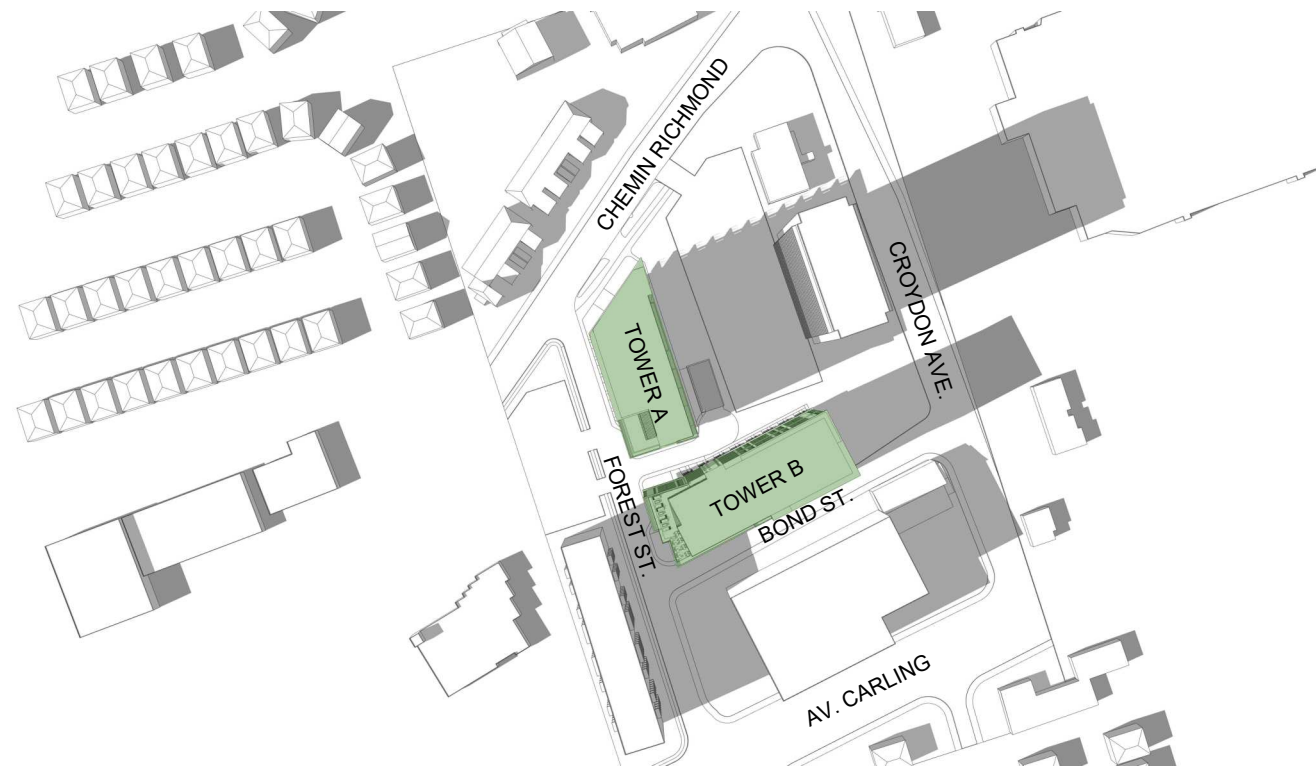 CHEMIN RICHMOND
CROYDON AVE.
TOWER A
TOWER B
FOREST ST.
BOND ST.
AV. CARLING